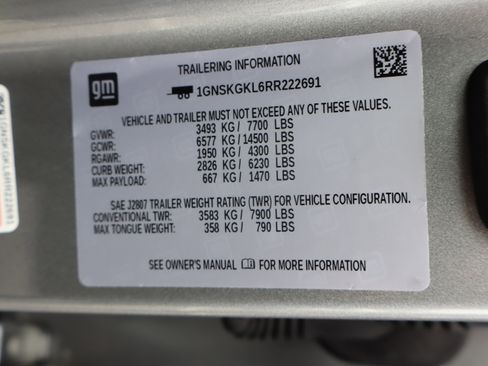 gm
TRAILERING INFORMATION
1GNSKGKL6RR222691
VEHICLE AND TRAILER MUST NOT EXCEED ANY OF THESE VALUES.
GVWR: 3493 KG / 7700 LBS
GCWR: 6577 KG / 14500 LBS
RGAWR: 1950 KG / 4300 LBS
CURB WEIGHT: 2826 KG / 6230 LBS
MAX PAYLOAD: 667 KG / 1470 LBS
SAE J2807 TRAILER WEIGHT RATING (TWR) FOR VEHICLE CONFIGURATION.
CONVENTIONAL TWR: 3583 KG / 7900 LBS
MAX TONGUE WEIGHT: 358 KG / 790 LBS
SEE OWNER'S MANUAL FOR MORE INFORMATION
1GNSKGKL6RR222691